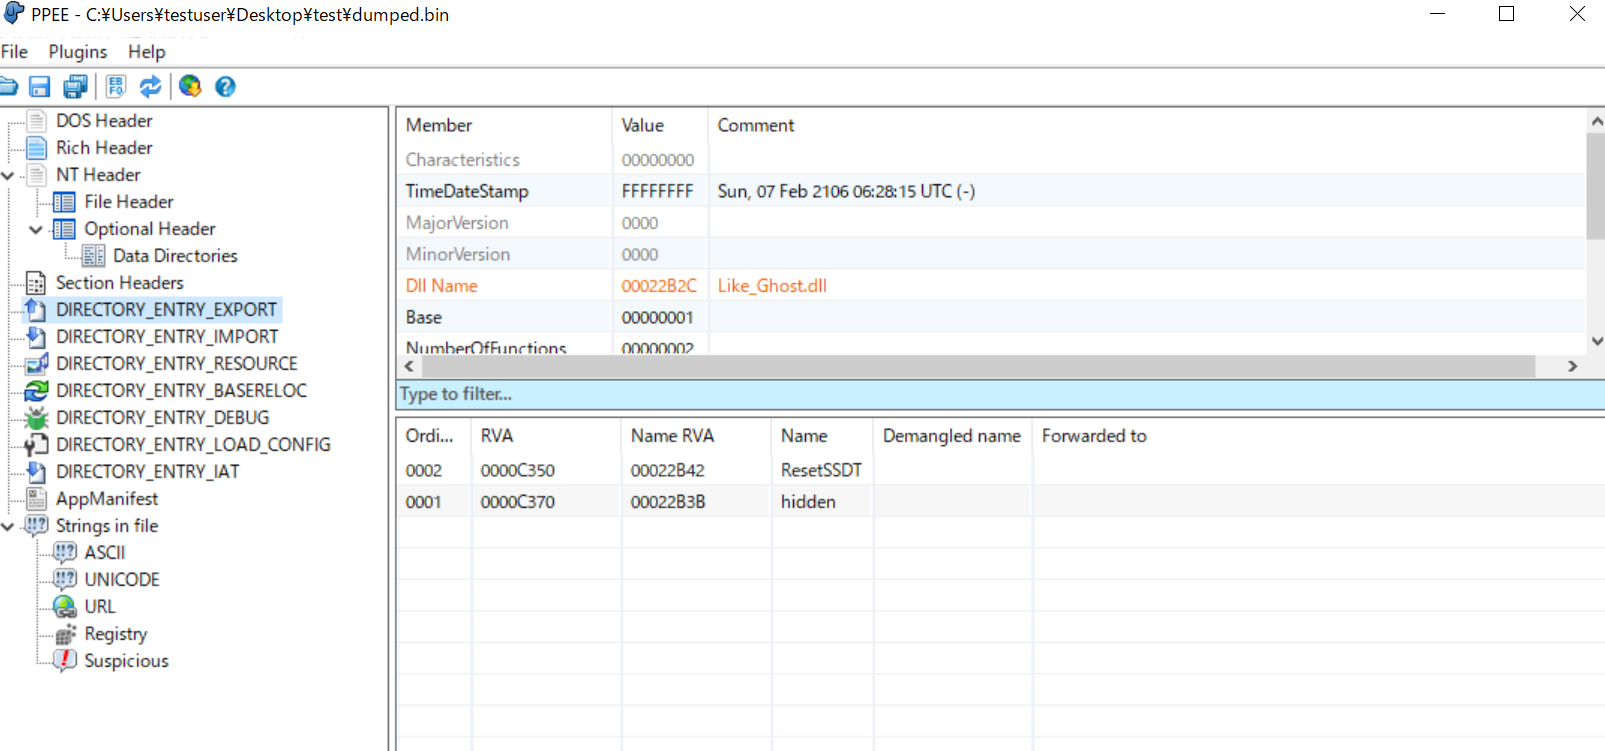 PPEE - C:¥Users¥testuser¥Desktop¥test¥dumped.bin
File Plugins Help
DOS Header
Rich Header
NT Header
File Header
Optional Header
Data Directories
Section Headers
DIRECTORY_ENTRY_EXPORT
DIRECTORY_ENTRY_IMPORT
DIRECTORY_ENTRY_RESOURCE
DIRECTORY_ENTRY_BASERELOC
DIRECTORY_ENTRY_DEBUG
DIRECTORY_ENTRY_LOAD_CONFIG
DIRECTORY_ENTRY_IAT
AppManifest
Strings in file
ASCII
UNICODE
URL
Registry
Suspicious
Member Value Comment
Characteristics 00000000
TimeDateStamp FFFFFFFF Sun, 07 Feb 2106 06:28:15 UTC (-)
MajorVersion 0000
MinorVersion 0000
Dll Name 00022B2C Like_Ghost.dll
Base 00000001
NumberOfFunctions 00000002
Type to filter...
Ordi... RVA Name RVA Name Demangled name Forwarded to
0002 0000C350 00022B42 ResetSSDT
0001 0000C370 00022B3B hidden